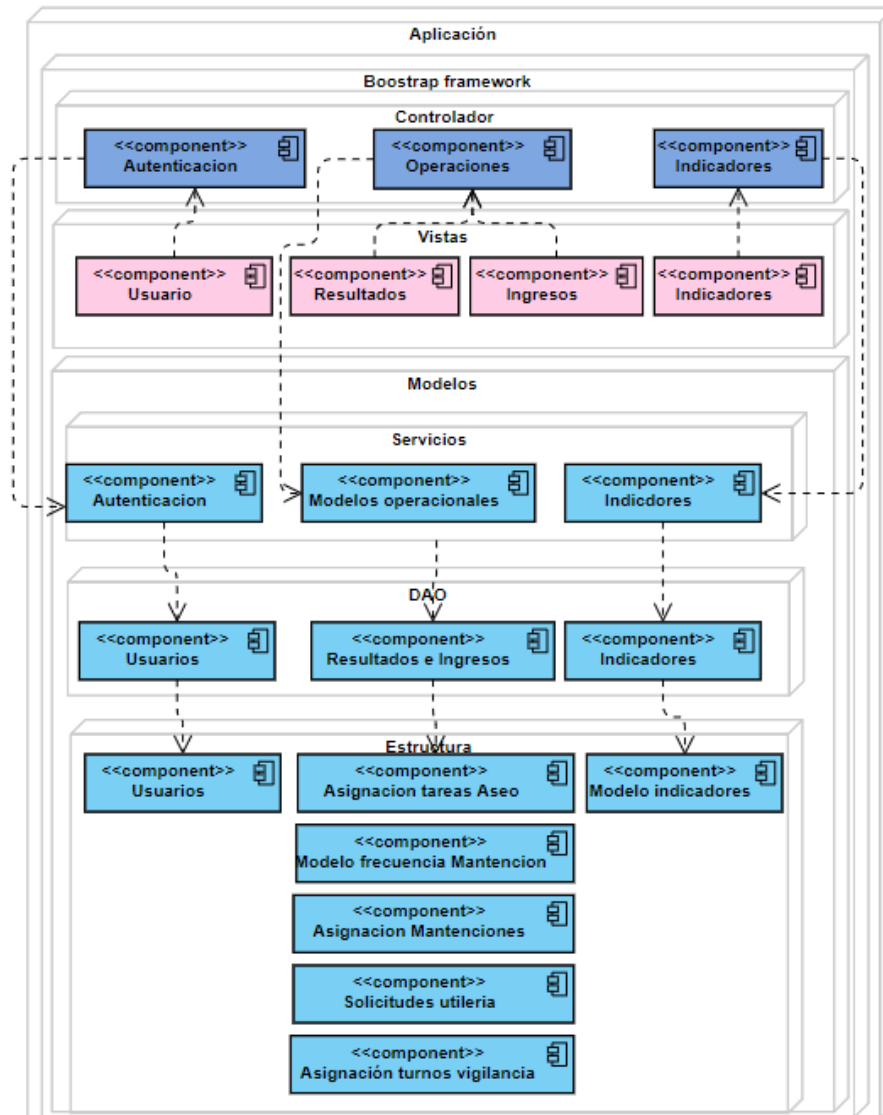 Aplicación
Boostrap framework
Controlador
<<component>>
Autenticacion
<<component>>
Operaciones
<<component>>
Indicadores
Vistas
<<component>>
Usuario
<<component>>
Resultados
<<component>>
Ingresos
<<component>>
Indicadores
Modelos
Servicios
<<component>>
Autenticacion
<<component>>
Modelos operacionales
<<component>>
Indicdores
DAO
<<component>>
Usuarios
<<component>>
Resultados e Ingresos
<<component>>
Indicadores
Estructura
<<component>>
Usuarios
<<component>>
Asignacion tareas Aseo
<<component>>
Modelo indicadores
<<component>>
Modelo frecuencia Mantencion
<<component>>
Asignacion Mantenciones
<<component>>
Solicitudes utileria
<<component>>
Asignación turnos vigilancia